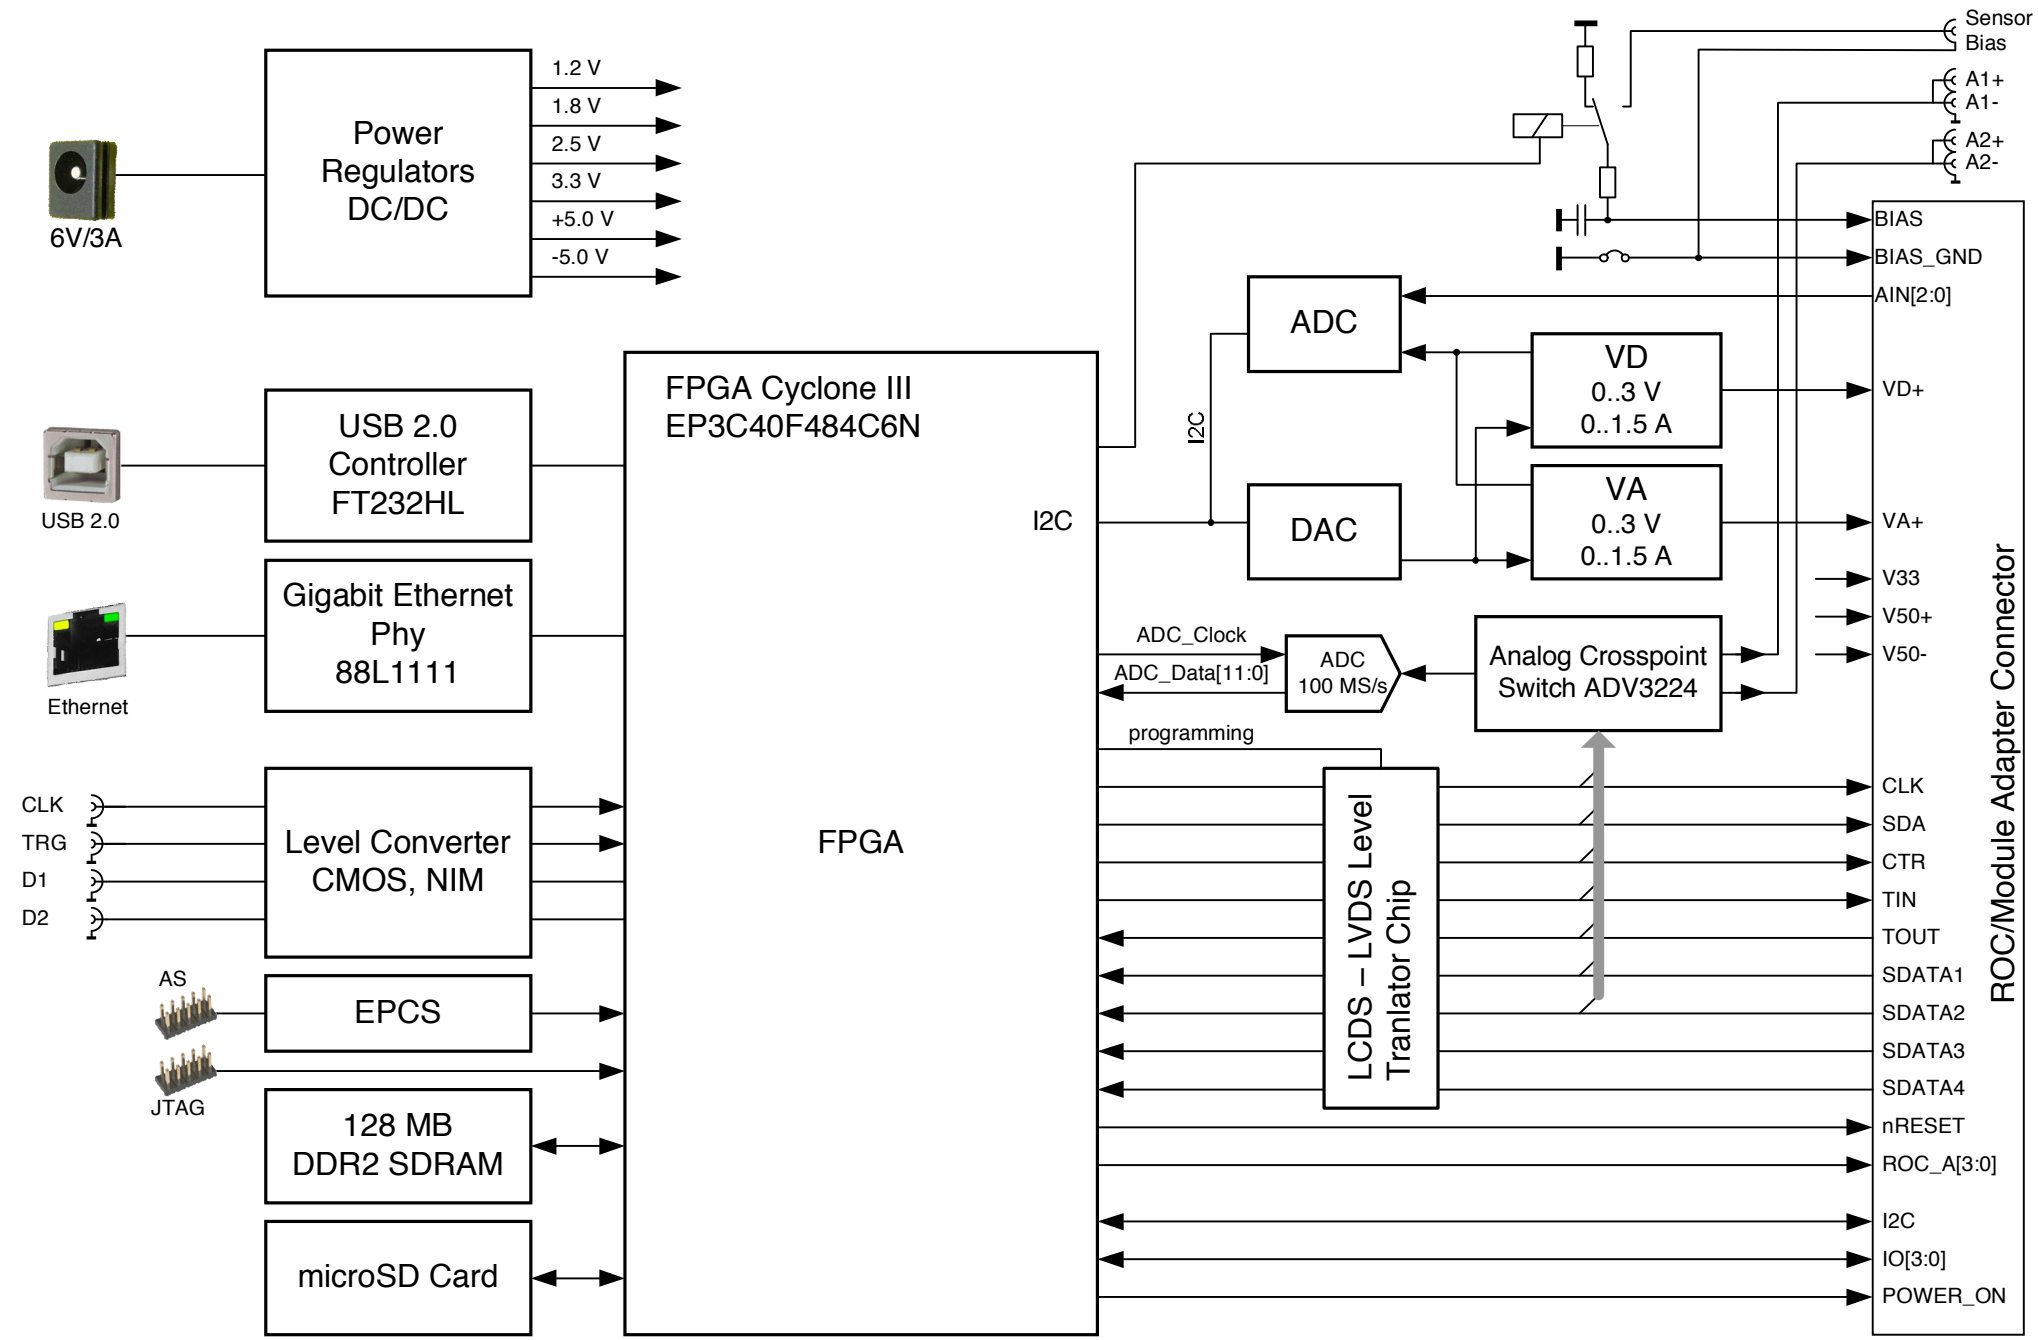 Sensor
Bias
A1+
A1-
A2+
A2-
1.2 V
1.8 V
2.5 V
3.3 V
+5.0 V
-5.0 V
Power
Regulators
DC/DC
6V/3A
BIAS
BIAS_GND
AIN[2:0]
ADC
VD
0..3 V
0..1.5 A
VD+
FPGA Cyclone III
EP3C40F484C6N
USB 2.0
Controller
FT232HL
USB 2.0
I2C
I2C
DAC
VA
0..3 V
0..1.5 A
VA+
V33
V50+
V50-
Gigabit Ethernet
Phy
88L1111
Ethernet
ADC_Clock
ADC_Data[11:0]
ADC
100 MS/s
Analog Crosspoint
Switch ADV3224
programming
ROC/Module Adapter Connector
CLK
TRG
D1
D2
Level Converter
CMOS, NIM
FPGA
LCDS – LVDS Level
Tranlator Chip
CLK
SDA
CTR
TIN
TOUT
SDATA1
SDATA2
SDATA3
SDATA4
nRESET
ROC_A[3:0]
I2C
IO[3:0]
POWER_ON
AS
EPCS
JTAG
128 MB
DDR2 SDRAM
microSD Card